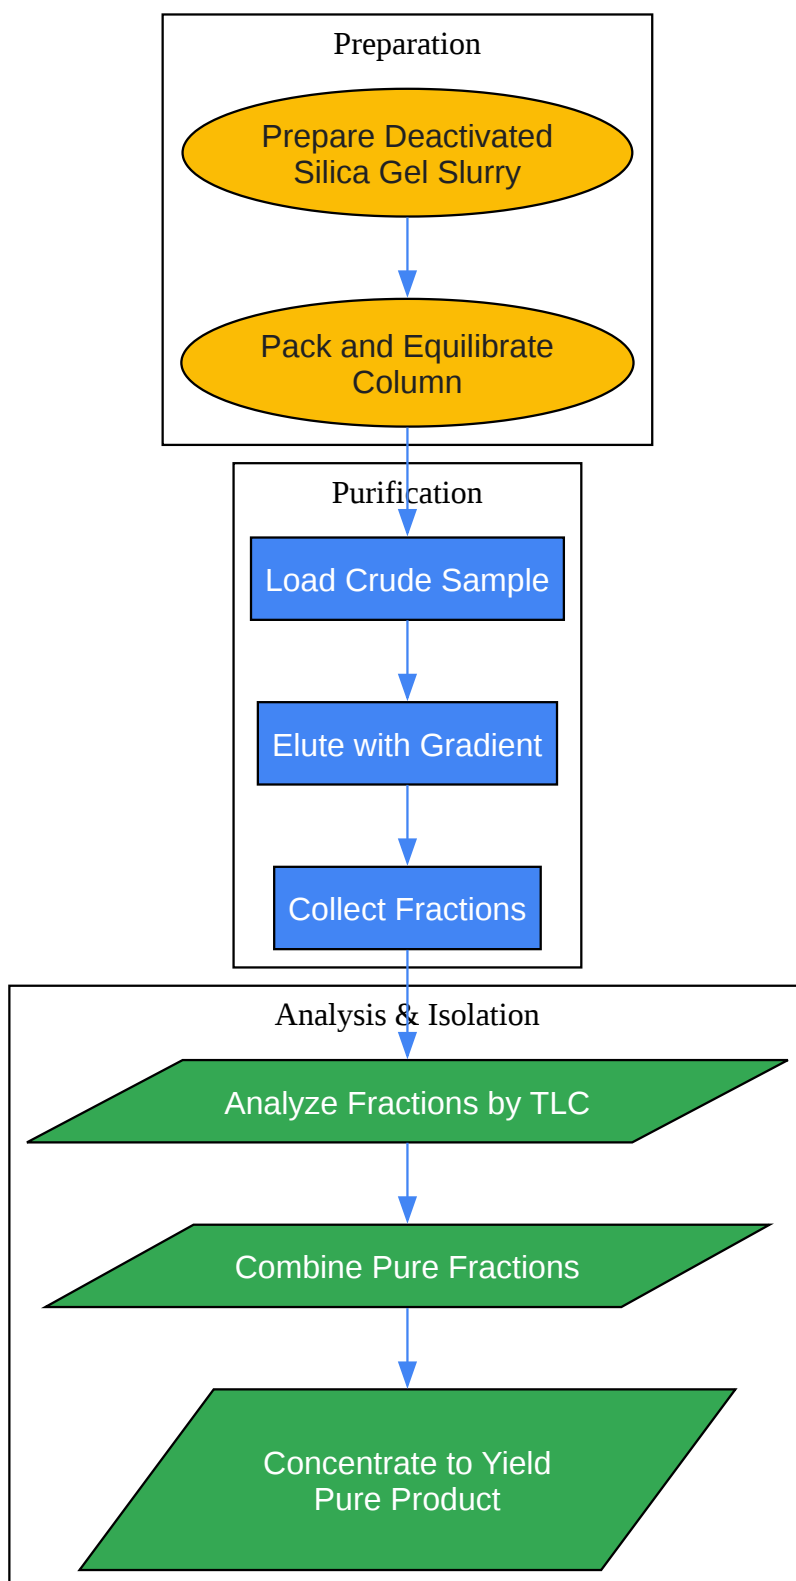 Preparation
Prepare Deactivated
Silica Gel Slurry
Pack and Equilibrate
Column
Purification
Load Crude Sample
Elute with Gradient
Collect Fractions
Analysis & Isolation
Analyze Fractions by TLC
Combine Pure Fractions
Concentrate to Yield
Pure Product